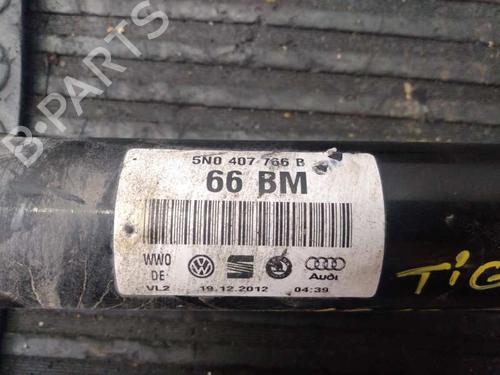 B-PARTS
5N0 407 766 B
66 BM
WWO
DE
Audi
VL2 19.12.2012 04:39
TIG